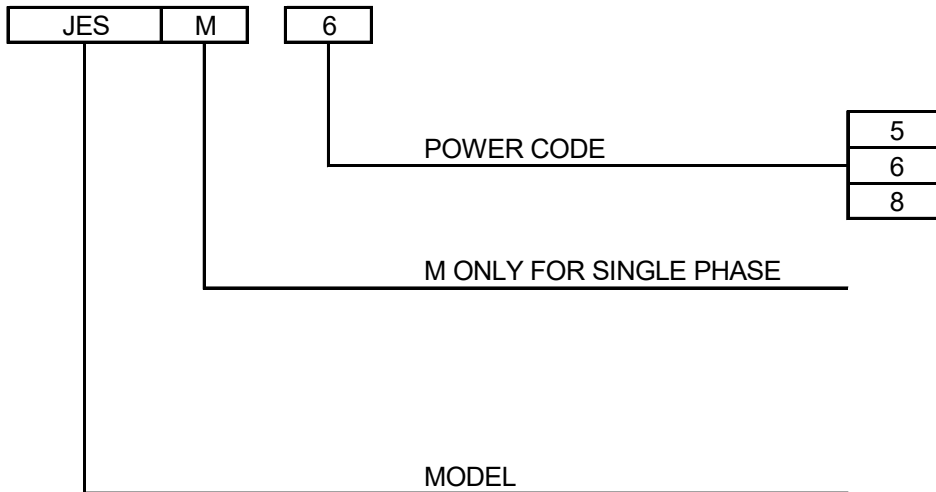 JES M 6
5
POWER CODE
6
8
M ONLY FOR SINGLE PHASE
MODEL